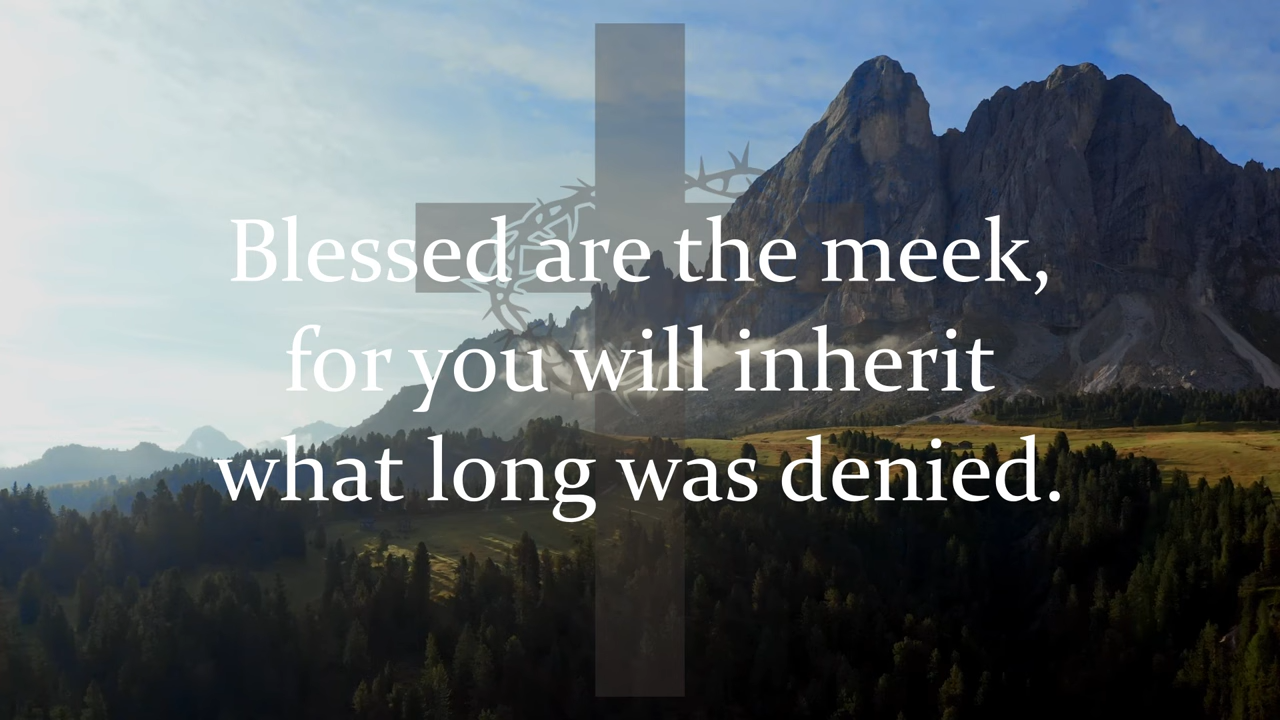 Blessed are the meek,
for you will inherit
what long was denied.